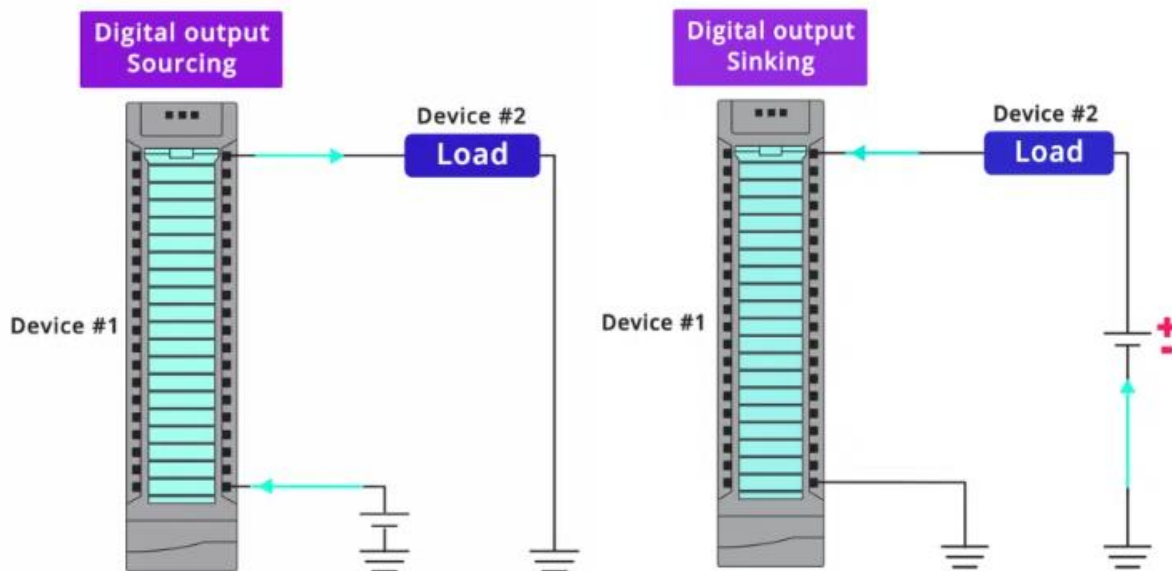 Digital output
Sourcing
Device #2
Load
Device #1
Digital output
Sinking
Device #2
Load
Device #1
+
-